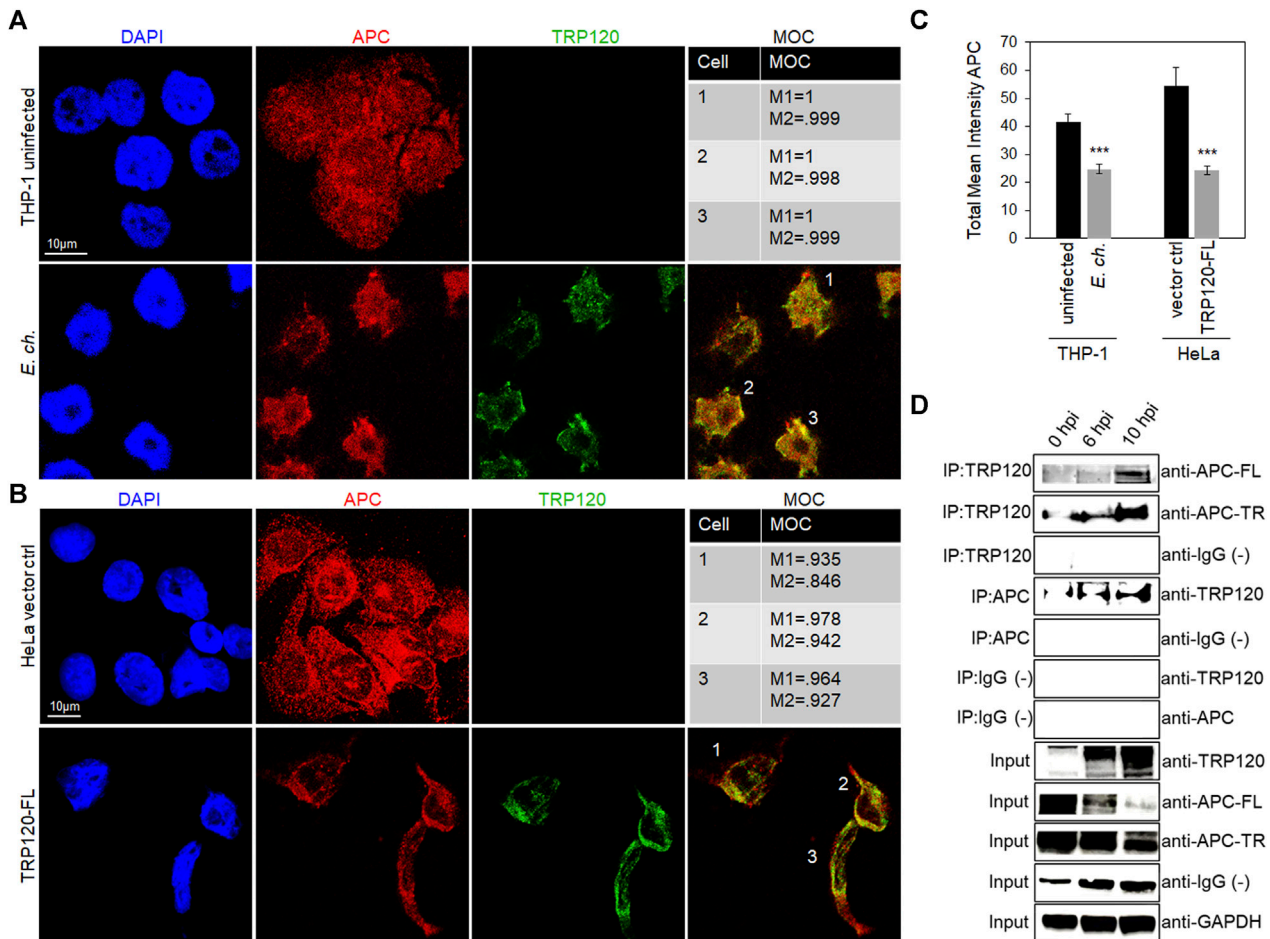 A
DAPI APC TRP120 MOC
THP-1 uninfected
10µm
Cell MOC
1 M1=1
M2=.999
2 M1=1
M2=.998
3 M1=1
M2=.999
E. ch.
1
2
3
B
DAPI APC TRP120 MOC
HeLa vector ctrl
10µm
Cell MOC
1 M1=.935
M2=.846
2 M1=.978
M2=.942
3 M1=.964
M2=.927
TRP120-FL
1
2
3
C
Total Mean Intensity APC
70
60
50
40
30
20
10
0
*** ***
uninfected E. ch. vector ctrl TRP120-FL
THP-1 HeLa
D
0 hpi 6 hpi 10 hpi
IP:TRP120 anti-APC-FL
IP:TRP120 anti-APC-TR
IP:TRP120 anti-IgG (-)
IP:APC anti-TRP120
IP:APC anti-IgG (-)
IP:IgG (-) anti-TRP120
IP:IgG (-) anti-APC
Input anti-TRP120
Input anti-APC-FL
Input anti-APC-TR
Input anti-IgG (-)
Input anti-GAPDH